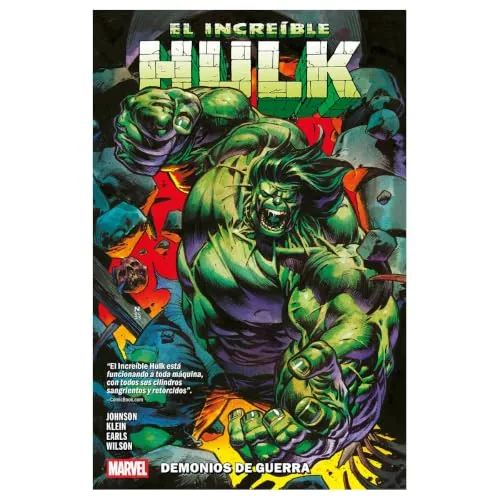 EL INCREÍBLE
HULK
"El Increíble Hulk está
funcionando a toda máquina,
con todos sus cilindros
sangrientos y retorcidos".
—ComicBook.com
JOHNSON
KLEIN
EARLS
WILSON
MARVEL
DEMONIOS DE GUERRA